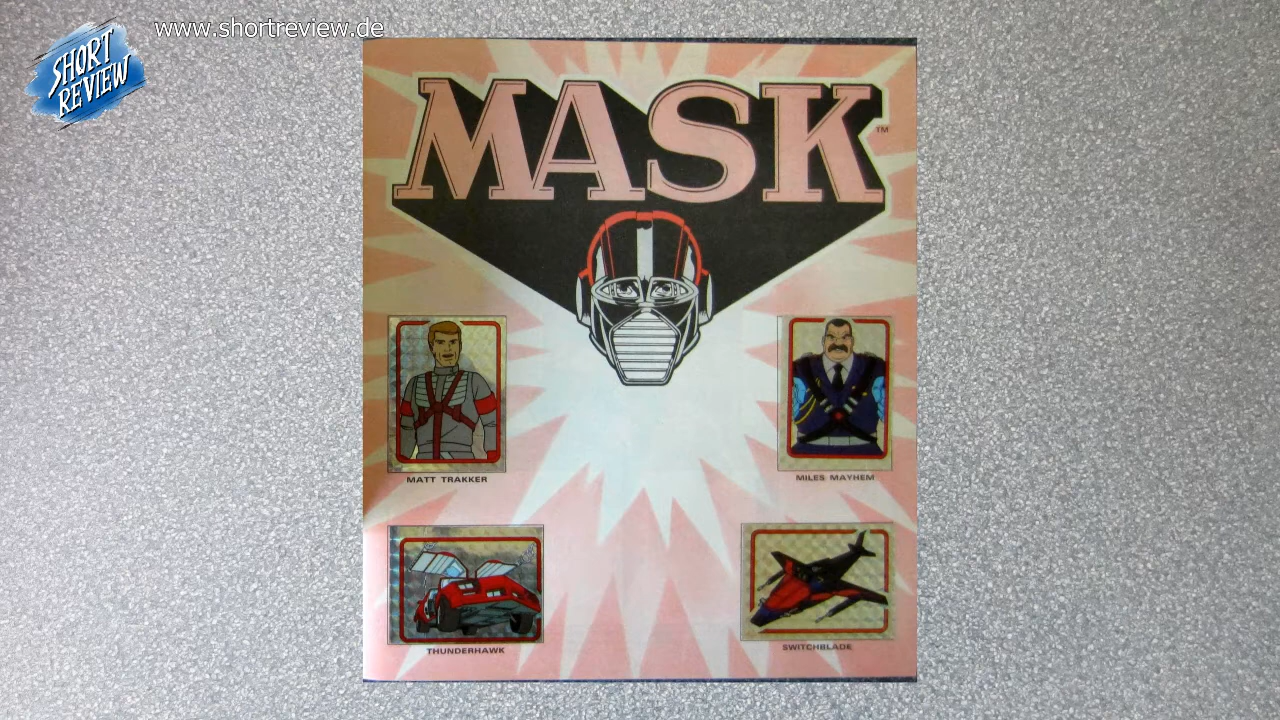 www.shortreview.de
SHORT
REVIEW
MASK
TM
MATT TRAKKER
MILES MAYHEM
THUNDERHAWK
SWITCHBLADE